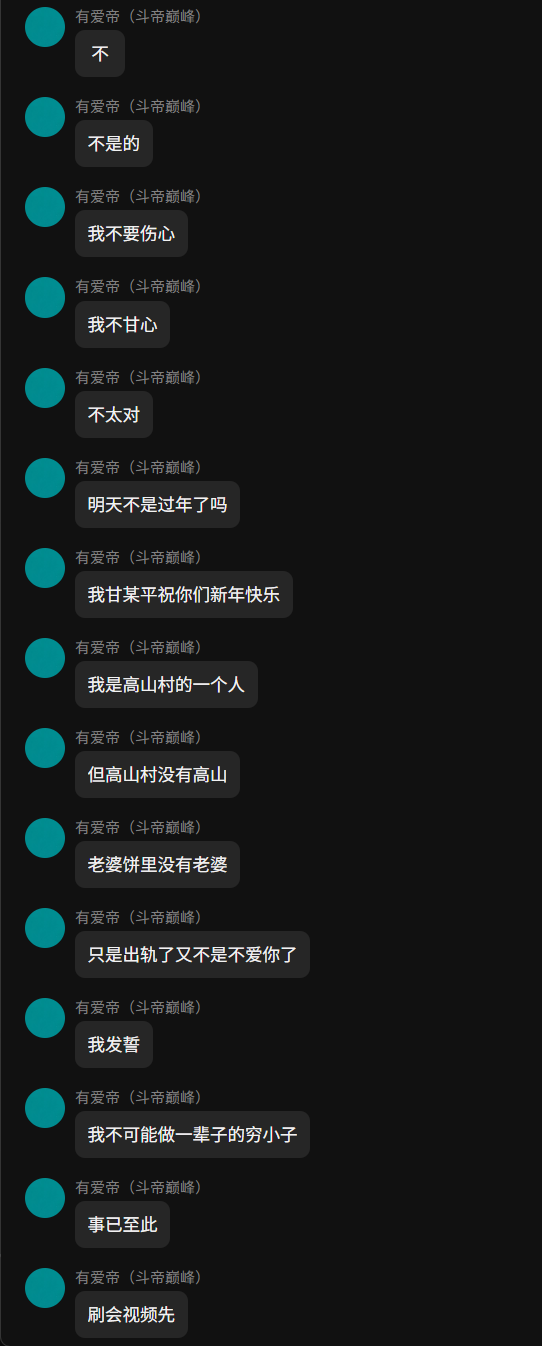 有爱帝（斗帝巅峰）
不
有爱帝（斗帝巅峰）
不是的
有爱帝（斗帝巅峰）
我不要伤心
有爱帝（斗帝巅峰）
我不甘心
有爱帝（斗帝巅峰）
不太对
有爱帝（斗帝巅峰）
明天不是过年了吗
有爱帝（斗帝巅峰）
我甘某平祝你们新年快乐
有爱帝（斗帝巅峰）
我是高山村的一个人
有爱帝（斗帝巅峰）
但高山村没有高山
有爱帝（斗帝巅峰）
老婆饼里没有老婆
有爱帝（斗帝巅峰）
只是出轨了又不是不爱你了
有爱帝（斗帝巅峰）
我发誓
有爱帝（斗帝巅峰）
我不可能做一辈子的穷小子
有爱帝（斗帝巅峰）
事已至此
有爱帝（斗帝巅峰）
刷会视频先